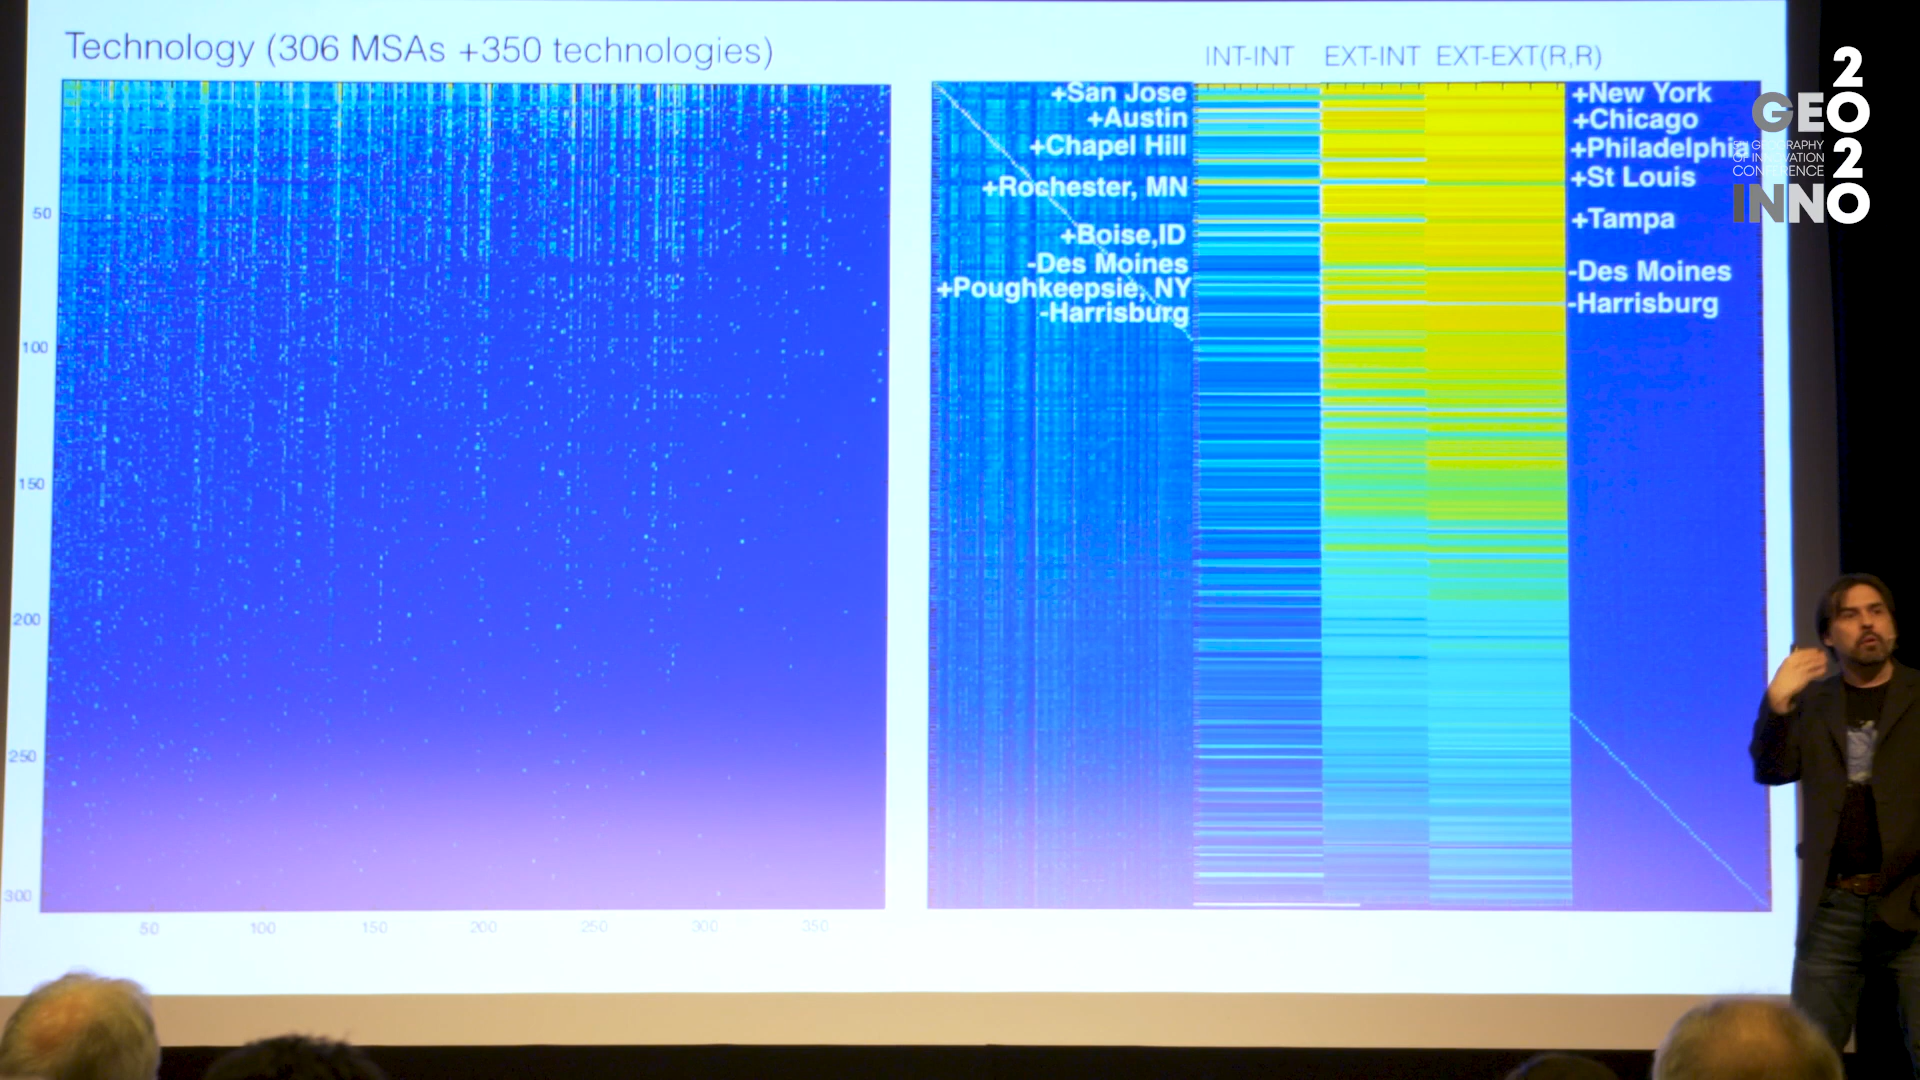 Technology (306 MSAs +350 technologies)
INT-INT EXT-INT EXT-EXT(R,R)
+San Jose
+Austin
+Chapel Hill
+Rochester, MN
+Boise,ID
-Des Moines
+Poughkeepsie, NY
-Harrisburg
+New York
+Chicago
+Philadelphia
+St Louis
+Tampa
-Des Moines
-Harrisburg
50
100
150
200
250
300
50 100 150 200 250 300 350
2
GEO
GEOGRAPHY
OF INNOVATION
CONFERENCE
2
INNO